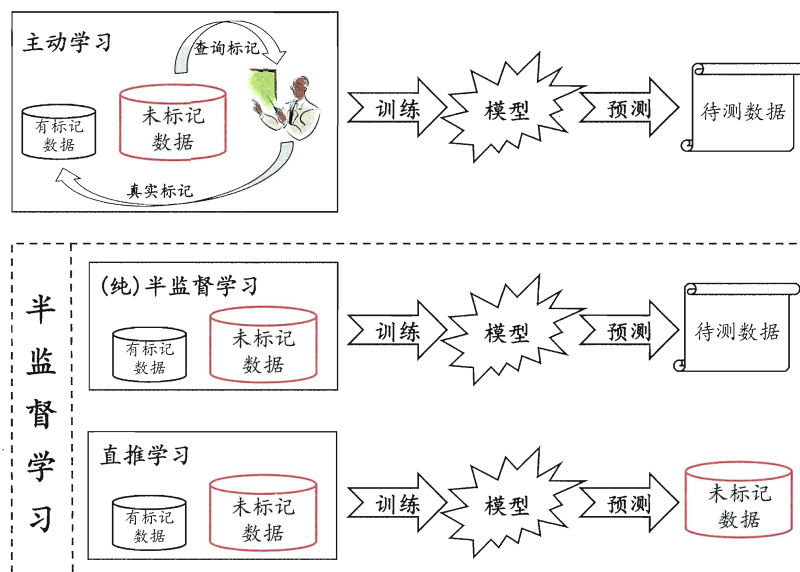 主动学习
查询标记
有标记
数据
未标记
数据
真实标记
训练
模型
预测
待测数据
半监督学习
(纯)半监督学习
有标记
数据
未标记
数据
训练
模型
预测
待测数据
直推学习
有标记
数据
未标记
数据
训练
模型
预测
未标记
数据